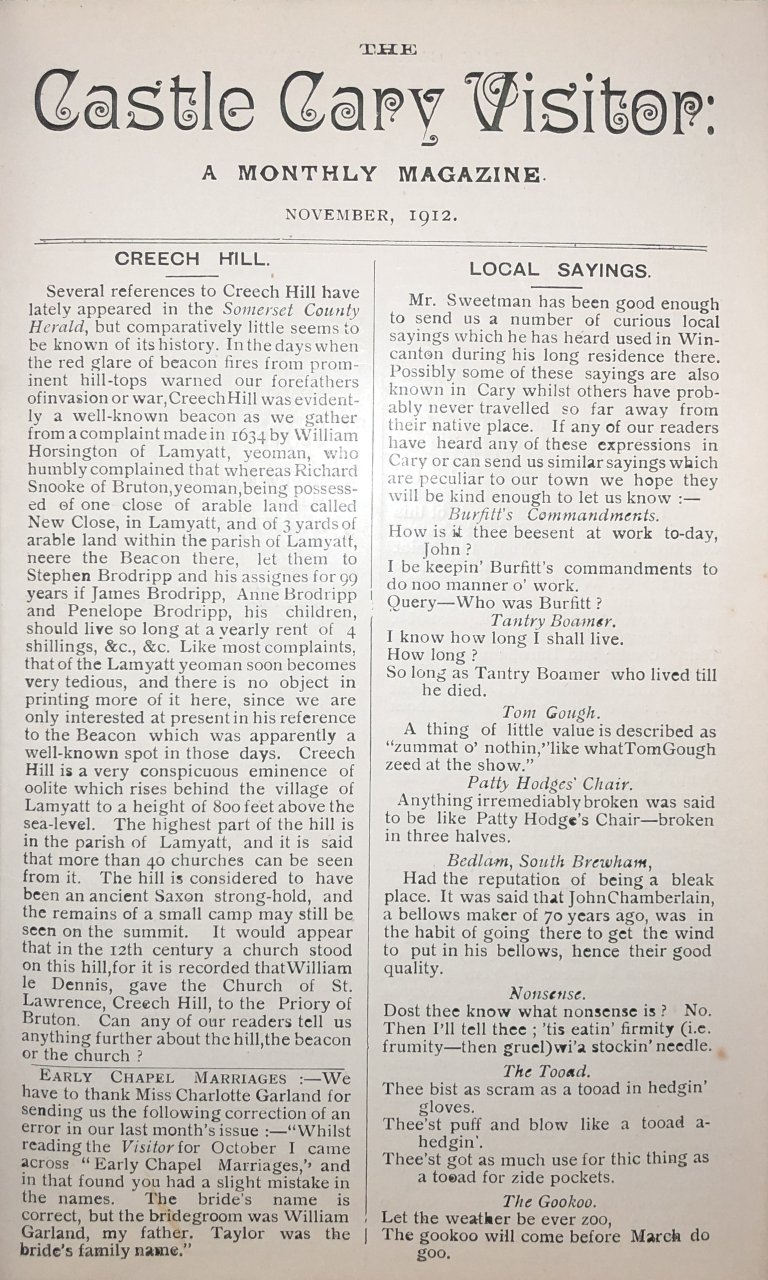 THE
Castle Cary Visitor:
A MONTHLY MAGAZINE.
NOVEMBER, 1912.
CREECH HILL.
Several references to Creech Hill have
lately appeared in the Somerset County
Herald, but comparatively little seems to
be known of its history. In the days when
the red glare of beacon fires from prom-
inent hill-tops warned our forefathers
of invasion or war, Creech Hill was evident-
ly a well-known beacon as we gather
from a complaint made in 1634 by William
Horsington of Lamyatt, yeoman, who
humbly complained that whereas Richard
Snooke of Bruton, yeoman, being possess-
ed of one close of arable land called
New Close, in Lamyatt, and of 3 yards of
arable land within the parish of Lamyatt,
neere the Beacon there, let them to
Stephen Brodripp and his assignes for 99
years if James Brodripp, Anne Brodripp
and Penelope Brodripp, his children,
should live so long at a yearly rent of 4
shillings, &c., &c. Like most complaints,
that of the Lamyatt yeoman soon becomes
very tedious, and there is no object in
printing more of it here, since we are
only interested at present in his reference
to the Beacon which was apparently a
well-known spot in those days. Creech
Hill is a very conspicuous eminence of
oolite which rises behind the village of
Lamyatt to a height of 800 feet above the
sea-level. The highest part of the hill is
in the parish of Lamyatt, and it is said
that more than 40 churches can be seen
from it. The hill is considered to have
been an ancient Saxon strong-hold, and
the remains of a small camp may still be
seen on the summit. It would appear
that in the 12th century a church stood
on this hill, for it is recorded that William
le Dennis, gave the Church of St.
Lawrence, Creech Hill, to the Priory of
Bruton. Can any of our readers tell us
anything further about the hill, the beacon
or the church ?
EARLY CHAPEL MARRIAGES :—We
have to thank Miss Charlotte Garland for
sending us the following correction of an
error in our last month's issue :—"Whilst
reading the Visitor for October I came
across "Early Chapel Marriages,', and
in that found you had a slight mistake in
the names. The bride's name is
correct, but the bridegroom was William
Garland, my father. Taylor was the
bride's family name."
LOCAL SAYINGS.
Mr. Sweetman has been good enough
to send us a number of curious local
sayings which he has heard used in Win-
canton during his long residence there.
Possibly some of these sayings are also
known in Cary whilst others have prob-
ably never travelled so far away from
their native place. If any of our readers
have heard any of these expressions in
Cary or can send us similar sayings which
are peculiar to our town we hope they
will be kind enough to let us know :—
Burfitt's Commandments.
How is it thee beesent at work to-day,
John ?
I be keepin' Burfitt's commandments to
do noo manner o' work.
Query—Who was Burfitt ?
Tantry Boamer.
I know how long I shall live.
How long ?
So long as Tantry Boamer who lived till
he died.
Tom Gough.
A thing of little value is described as
"zummat o' nothin," like what Tom Gough
zeed at the show."
Patty Hodges' Chair.
Anything irremediably broken was said
to be like Patty Hodge's Chair—broken
in three halves.
Bedlam, South Brewham,
Had the reputation of being a bleak
place. It was said that John Chamberlain,
a bellows maker of 70 years ago, was in
the habit of going there to get the wind
to put in his bellows, hence their good
quality.
Nonsense.
Dost thee know what nonsense is ? No.
Then I'll tell thee ; 'tis eatin' firmity (i.e.
frumity—then gruel) wi' a stockin' needle.
The Tooad.
Thee bist as scram as a tooad in hedgin'
gloves.
Thee'st puff and blow like a tooad a-
hedgin'.
Thee'st got as much use for thic thing as
a tooad for zide pockets.
The Gookoo.
Let the weather be ever zoo,
The gookoo will come before March do
goo.